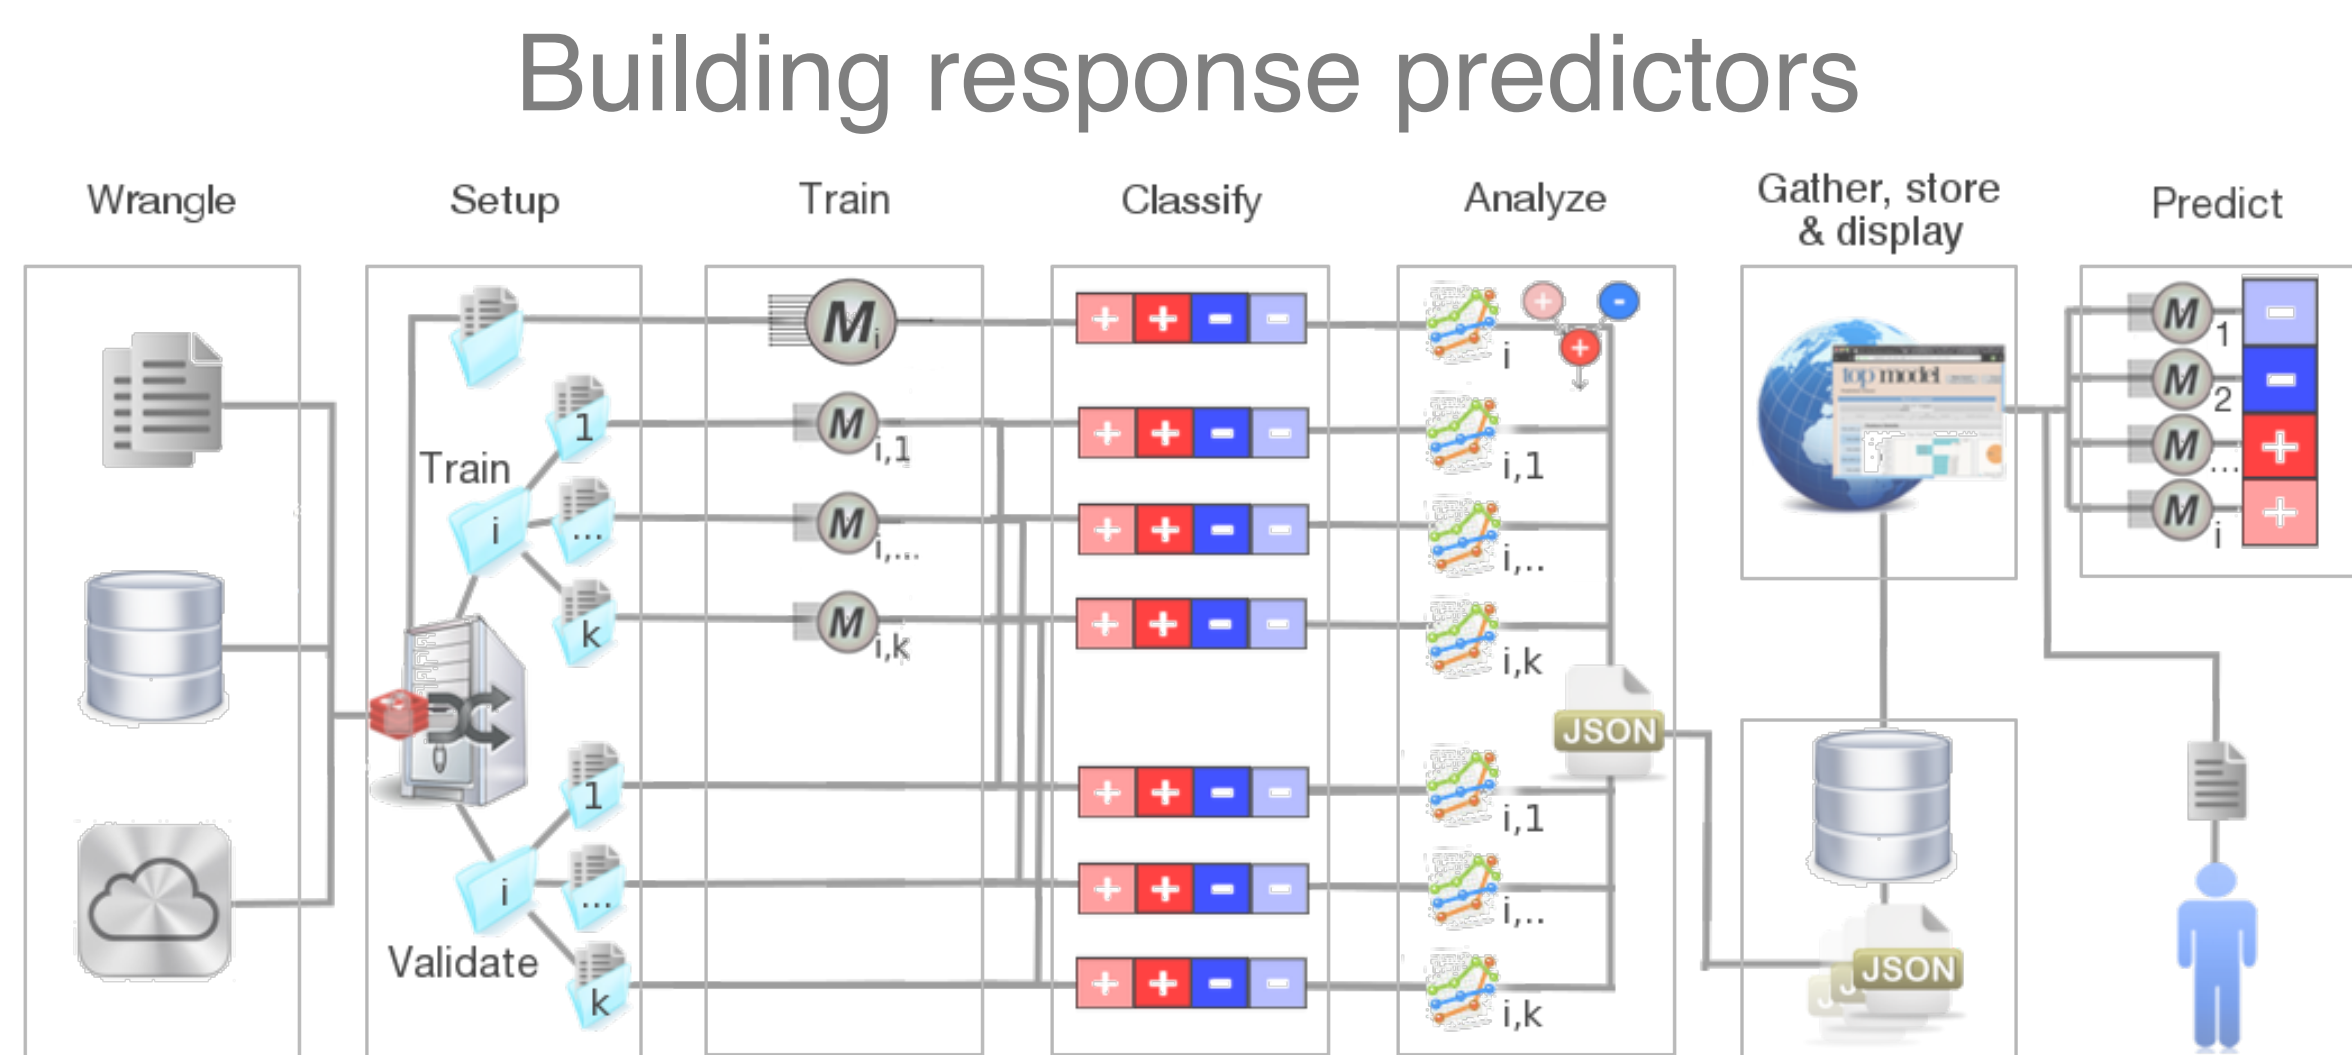 Building response predictors
Wrangle
Setup
Train
Classify
Analyze
Gather, store
& display
Predict
M i
+ + - -
i
+ -
+
1
M i,1
+ + - -
i,1
Train
i
...
M i,...
+ + - -
i,..
k
M i,k
+ + - -
i,k
JSON
1
+ + - -
i,1
i
...
+ + - -
i,..
Validate
k
+ + - -
i,k
top model
JSON
M 1 -
M 2 -
M ... +
M i +